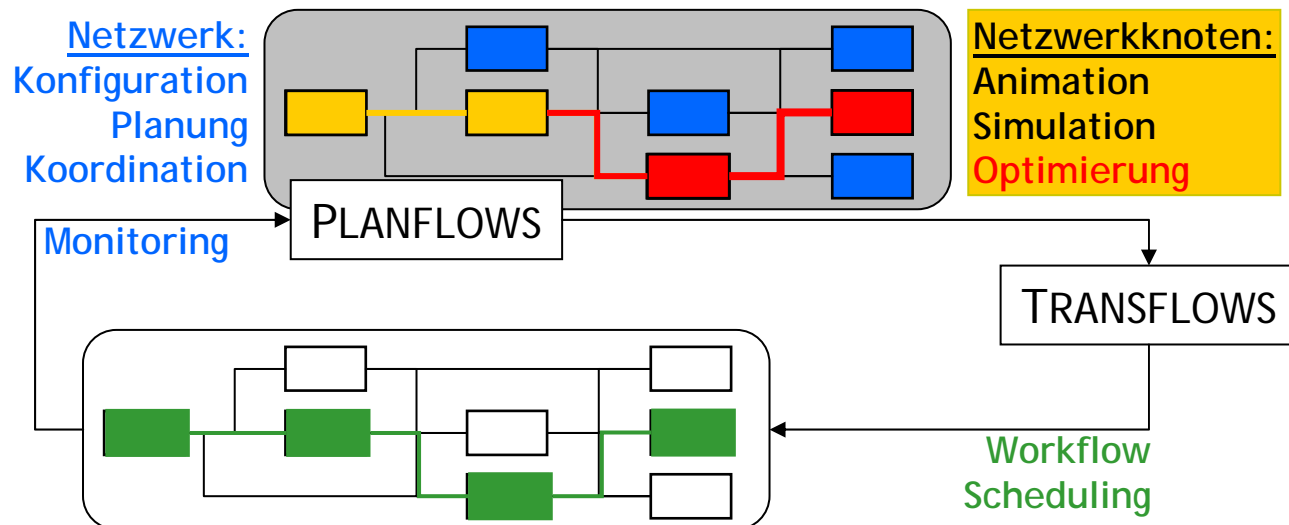 Netzwerk:
Konfiguration
Planung
Koordination
Netzwerkknoten:
Animation
Simulation
Optimierung
Monitoring
PLANFLOWS
TRANSFLOWS
Workflow
Scheduling